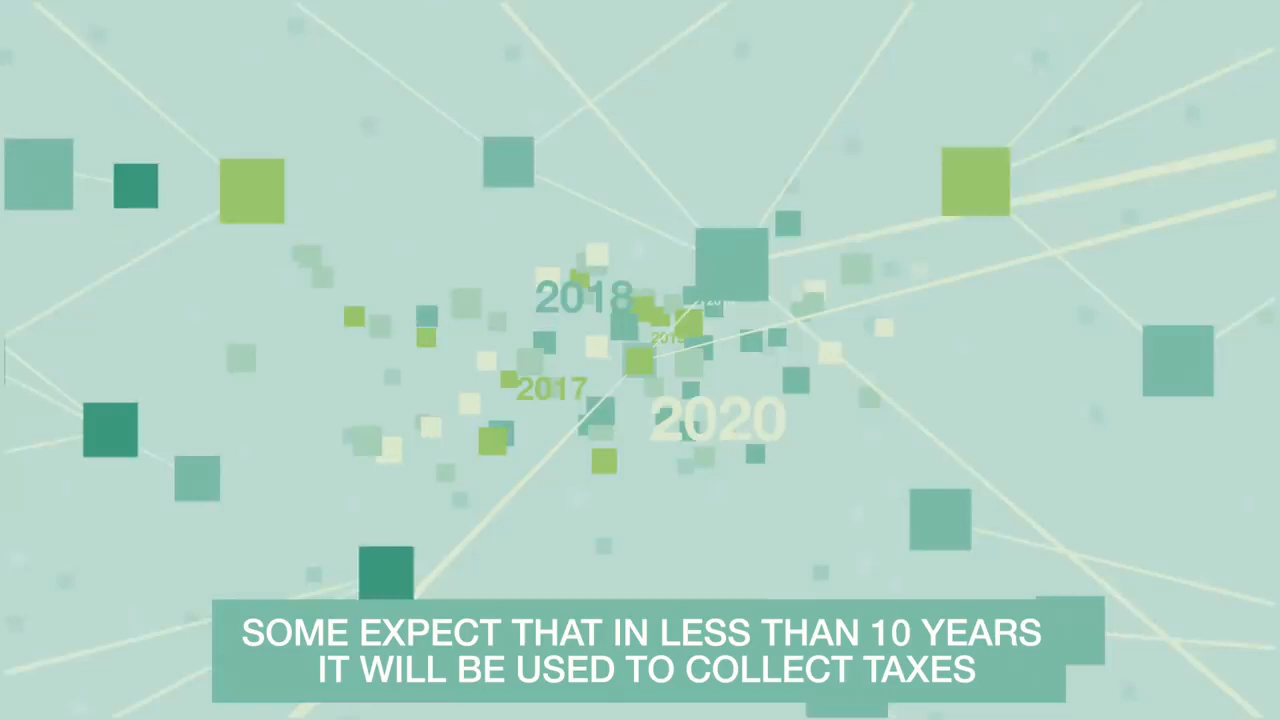 2018
2017
2020
SOME EXPECT THAT IN LESS THAN 10 YEARS
IT WILL BE USED TO COLLECT TAXES